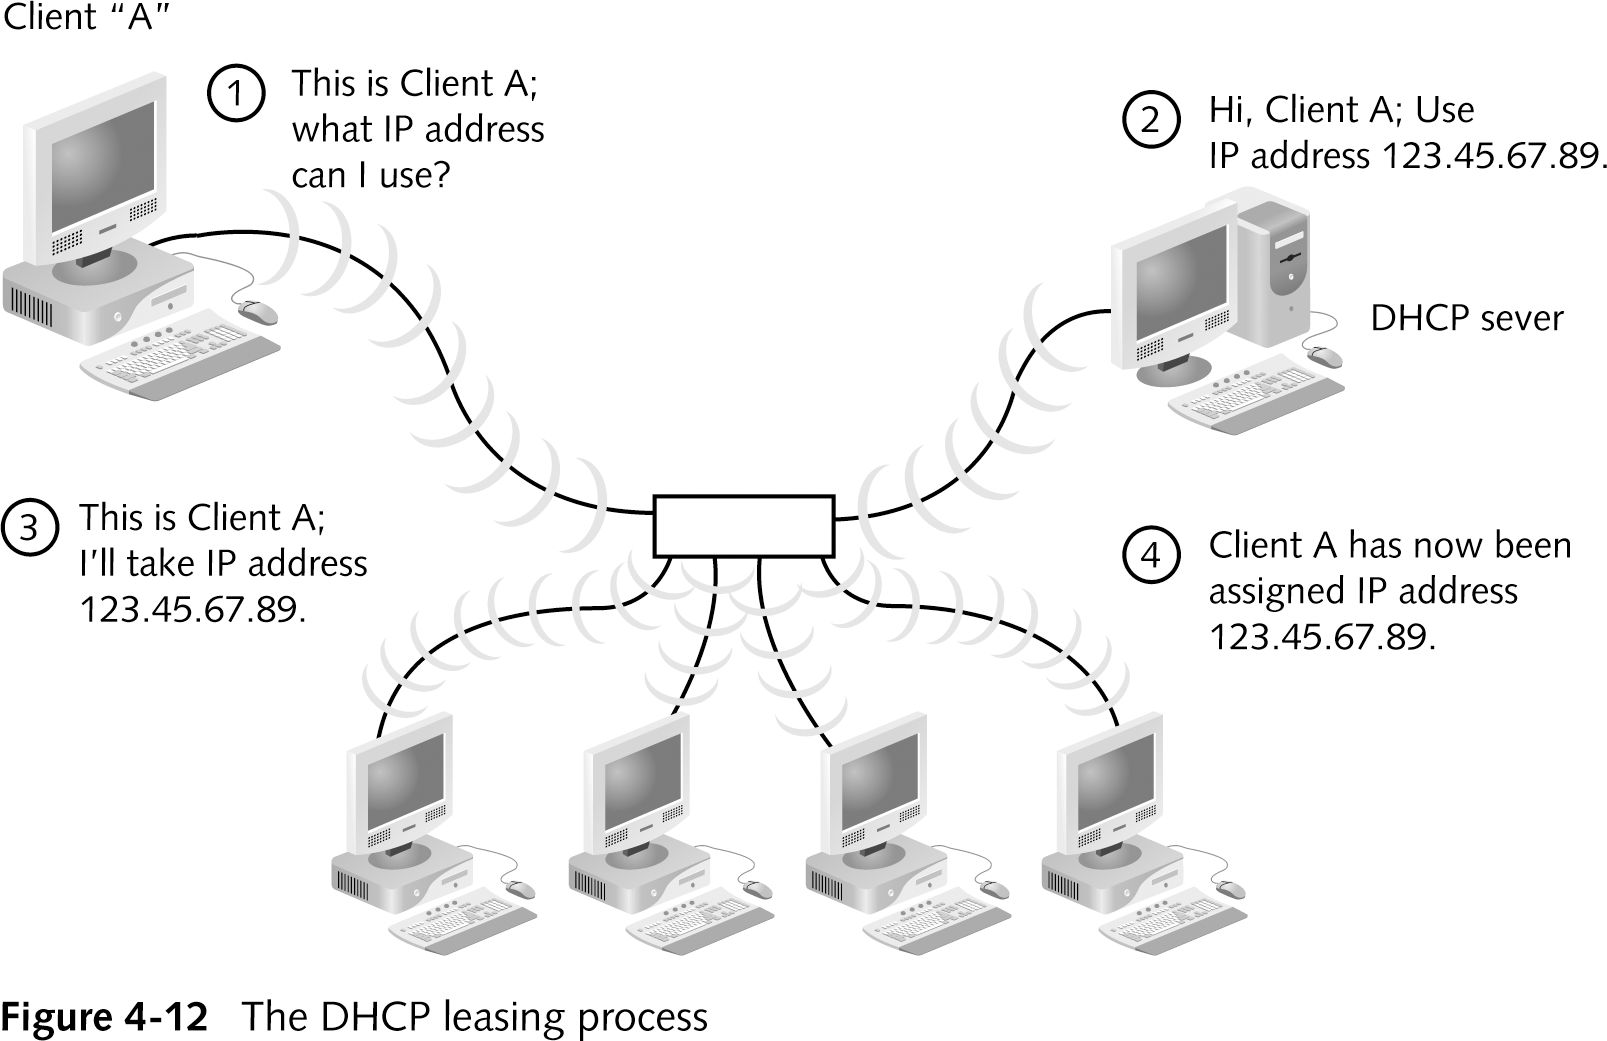 Client “A”
1
This is Client A;
what IP address
can I use?
2
Hi, Client A; Use
IP address 123.45.67.89.
DHCP sever
3
This is Client A;
I’ll take IP address
123.45.67.89.
4
Client A has now been
assigned IP address
123.45.67.89.
Figure 4-12 The DHCP leasing process